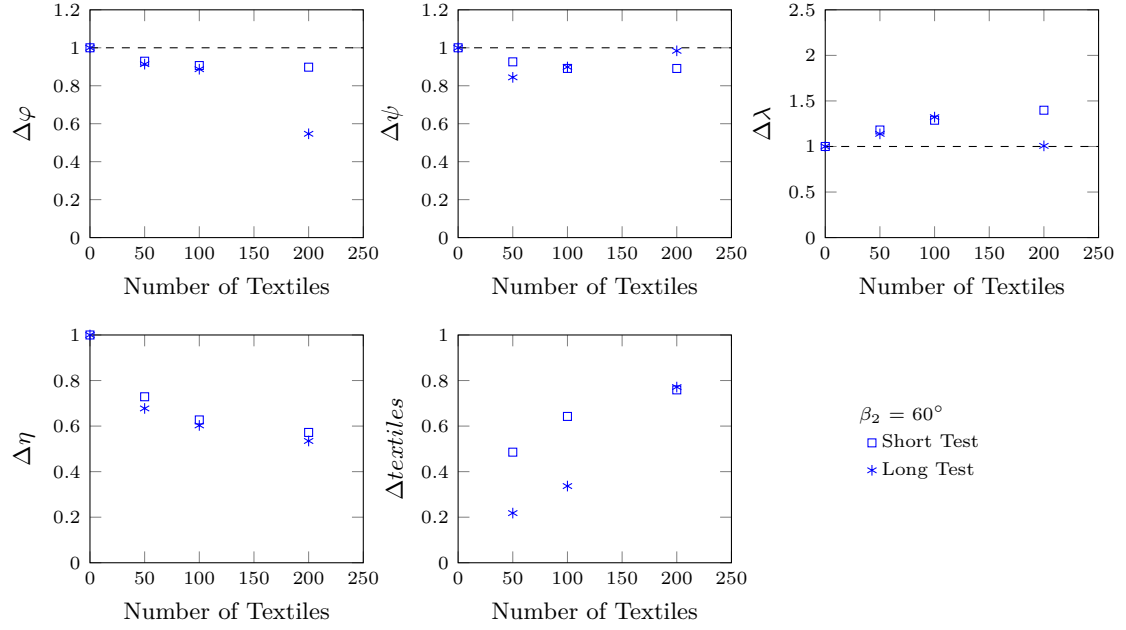 1.2
1
0.8
0.6
0.4
0.2
0
Δφ
0 50 100 150 200 250
Number of Textiles
1.2
1
0.8
0.6
0.4
0.2
0
Δψ
0 50 100 150 200 250
Number of Textiles
2.5
2
1.5
1
0.5
0
Δλ
0 50 100 150 200 250
Number of Textiles
1
0.8
0.6
0.4
0.2
0
Δη
0 50 100 150 200 250
Number of Textiles
1
0.8
0.6
0.4
0.2
0
Δtextiles
0 50 100 150 200 250
Number of Textiles
β₂ = 60°
Short Test
Long Test